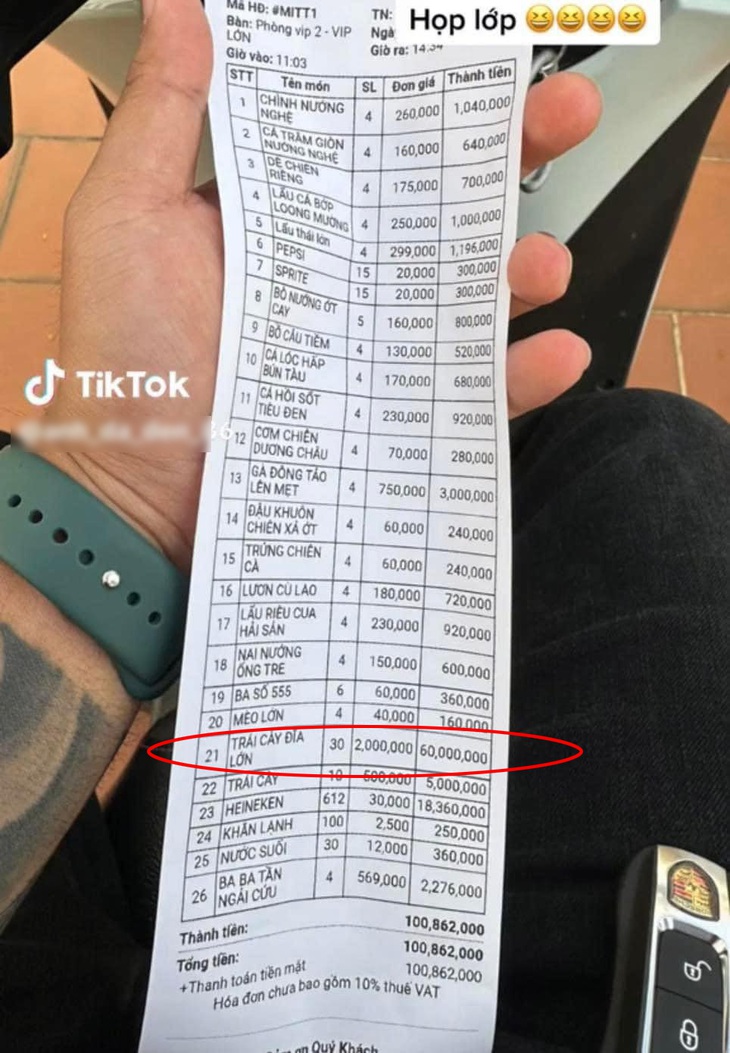 Mã HĐ: #MITT1
TN:
Họp lớp 😆😆😆😆
Bàn: Phòng vip 2 - VIP
LỚN
Giờ vào: 11:03
Giờ ra: 14:34
STT Tên món SL Đơn giá Thành tiền
1 CHÌNH NƯỚNG
NGHỆ 4 260,000 1,040,000
2 CÁ TRẦM GIÒN
NƯỚNG NGHỆ 4 160,000 640,000
3 DÊ CHIÊN
RIỀNG 4 175,000 700,000
4 LẨU CÁ BỚP
LOONG MƯỜNG 4 250,000 1,000,000
5 Lẩu thái lớn 4 299,000 1,196,000
6 PEPSI 15 20,000 300,000
7 SPRITE 15 20,000 300,000
8 BÒ NƯỚNG ỚT
CAY 5 160,000 800,000
9 BỒ CÂU TIỀM 4 130,000 520,000
10 CÁ LÓC HẤP
BÚN TÀU 4 170,000 680,000
11 CÁ HỒI SỐT
TIÊU ĐEN 4 230,000 920,000
12 CƠM CHIÊN
DƯƠNG CHÂU 4 70,000 280,000
13 GÀ ĐÔNG TẢO
LÊN MẸT 4 750,000 3,000,000
14 ĐẬU KHUÔN
CHIÊN XẢ ỚT 4 60,000 240,000
15 TRỨNG CHIÊN
CÀ 4 60,000 240,000
16 LƯƠN CÙ LAO 4 180,000 720,000
17 LẨU RIÊU CUA
HẢI SẢN 4 230,000 920,000
18 NAI NƯỚNG
ỐNG TRE 4 150,000 600,000
19 BA SỐ 555 6 60,000 360,000
20 MÈO LỚN 4 40,000 160,000
21 TRÁI CÂY ĐĨA
LỚN 30 2,000,000 60,000,000
22 TRÁI CÂY 10 500,000 5,000,000
23 HEINEKEN 612 30,000 18,360,000
24 KHĂN LẠNH 100 2,500 250,000
25 NƯỚC SUỐI 30 12,000 360,000
26 BA BA TẦN
NGẢI CỨU 4 569,000 2,276,000
Thành tiền: 100,862,000
Tổng tiền: 100,862,000
+Thanh toán tiền mặt 100,862,000
Hóa đơn chưa bao gồm 10% thuế VAT
ơn Quý Khách
TikTok